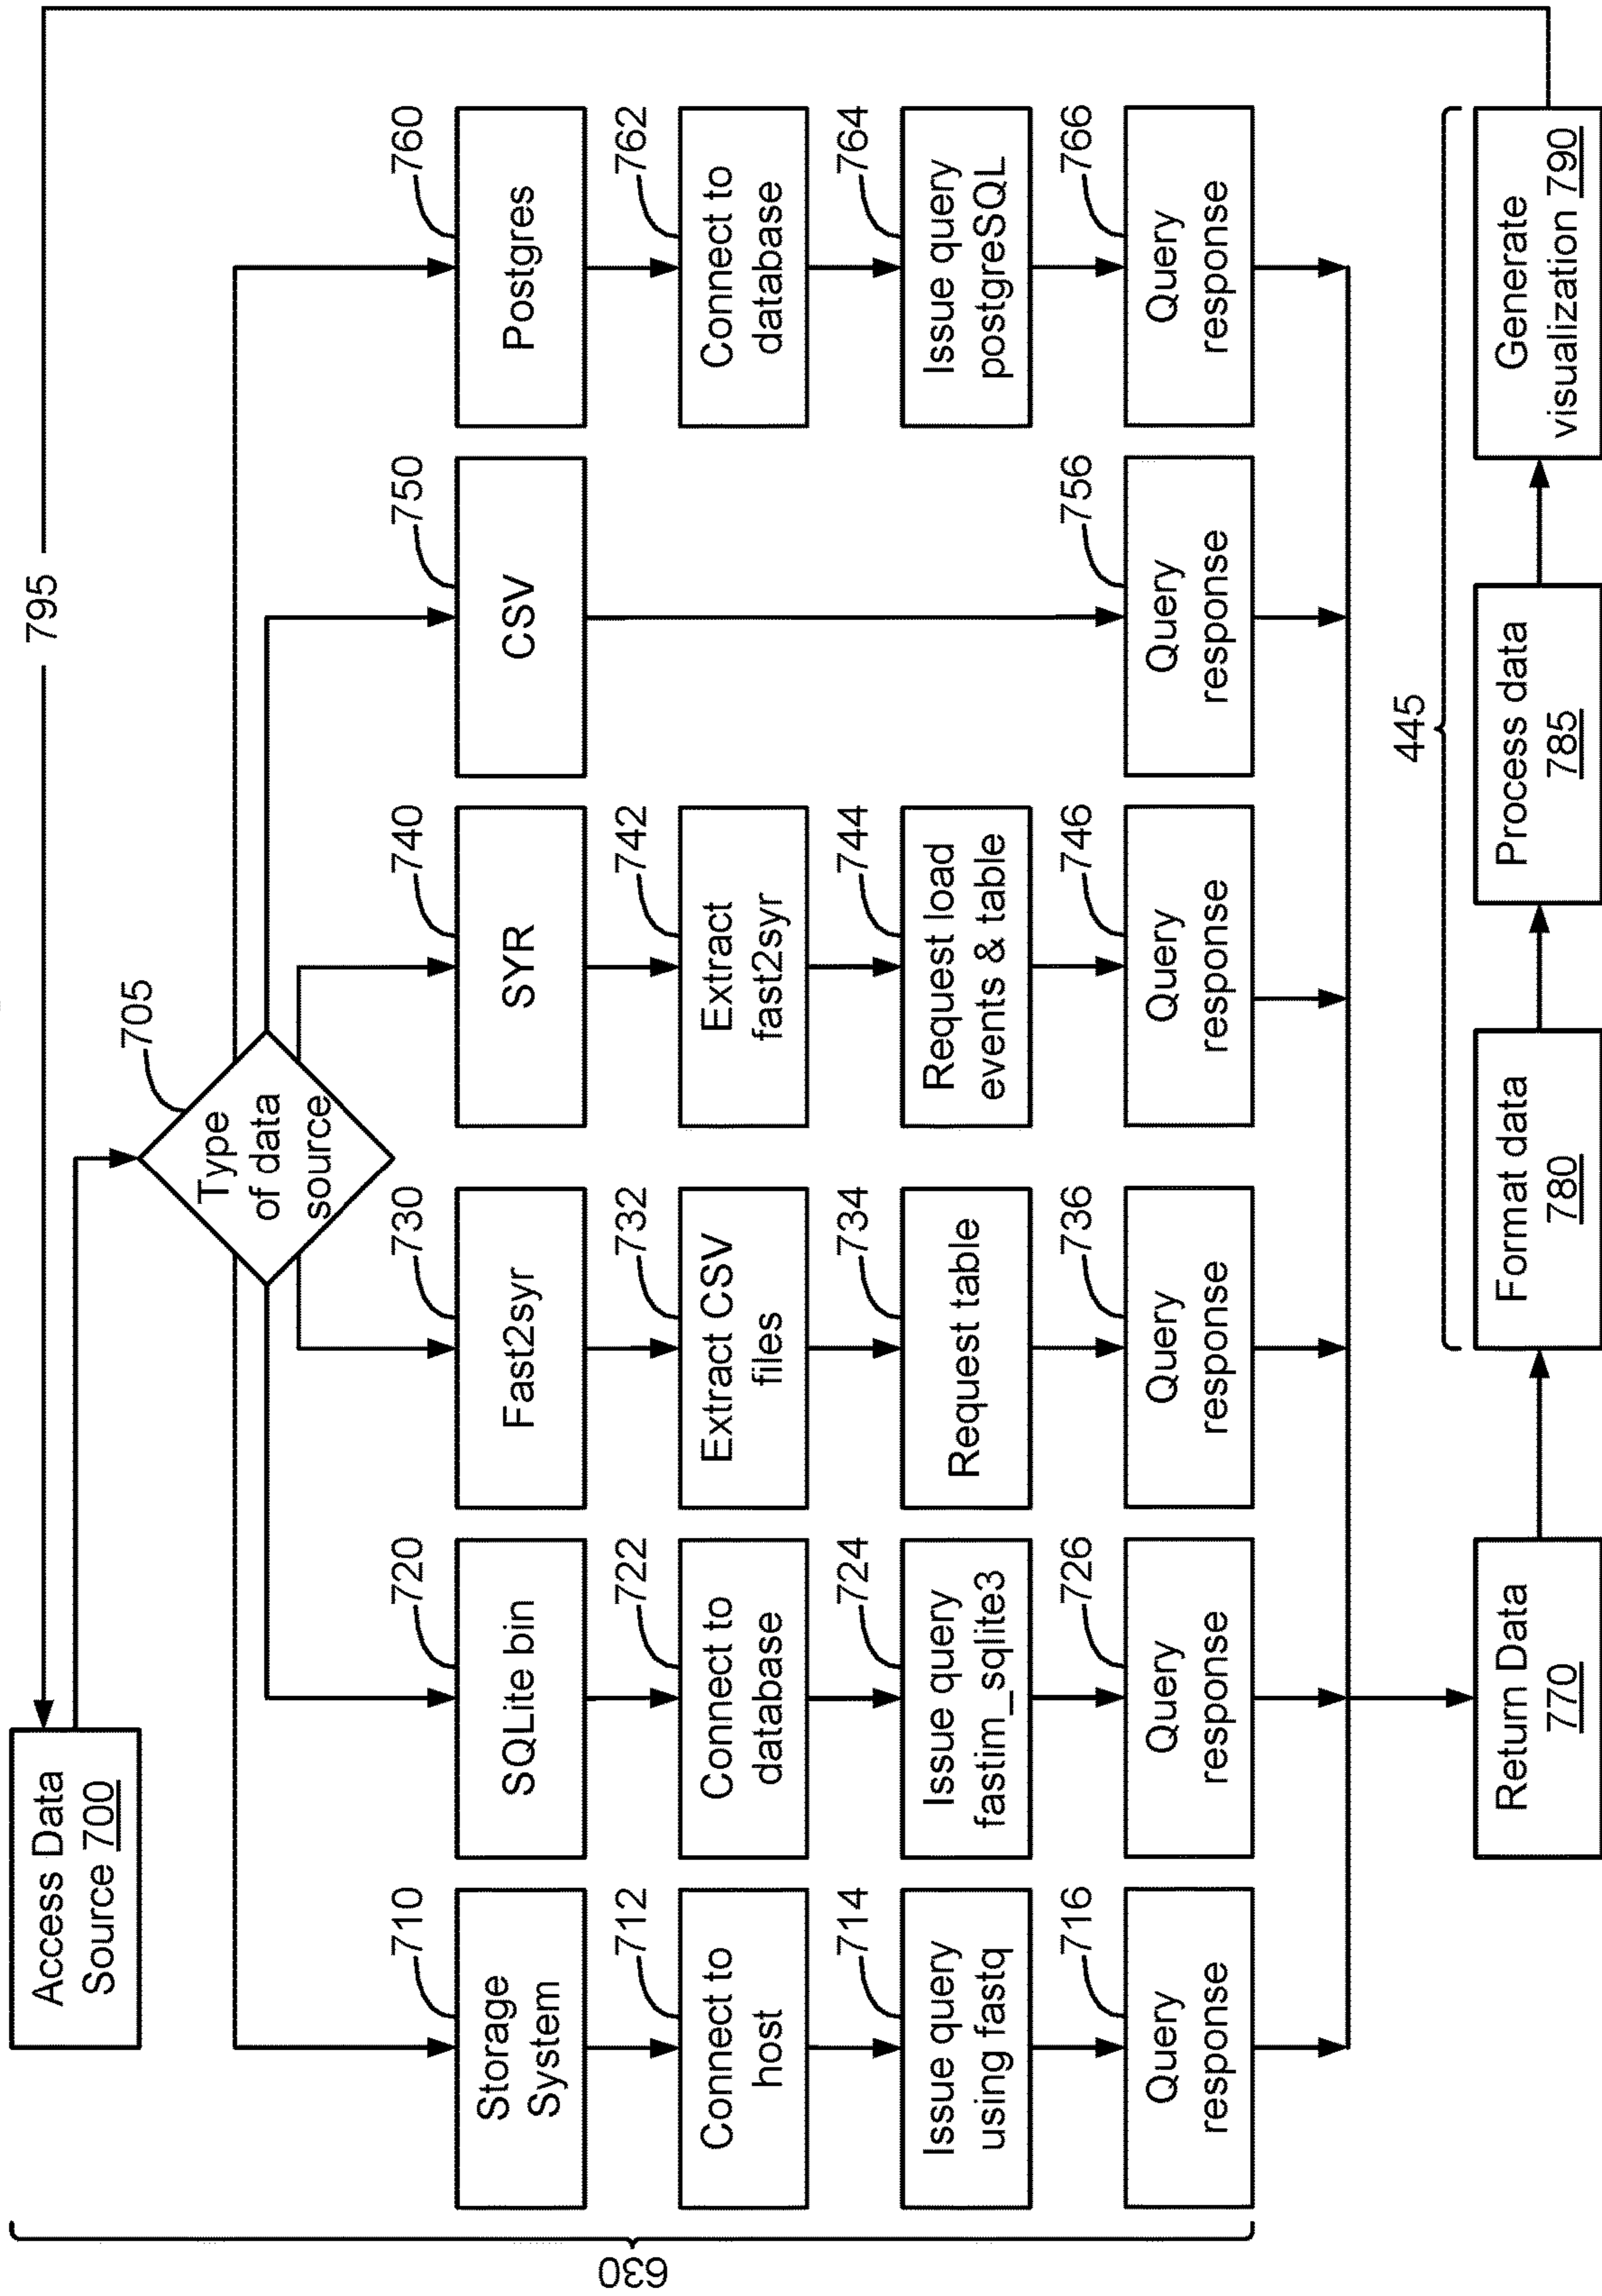 795
Access Data
Source 700
705
Type
of data
source
710
720
730
740
750
760
Storage
System
SQLite bin
Fast2syr
SYR
CSV
Postgres
712
722
732
742
762
Connect to
host
Connect to
database
Extract CSV
files
Extract
fast2syr
Connect to
database
630
714
724
734
744
764
Issue query
using fastq
Issue query
fastim_sqlite3
Request table
Request load
events & table
Issue query
postgreSQL
716
726
736
746
756
766
Query
response
Query
response
Query
response
Query
response
Query
response
Query
response
445
Return Data
770
Format data
780
Process data
785
Generate
visualization 790